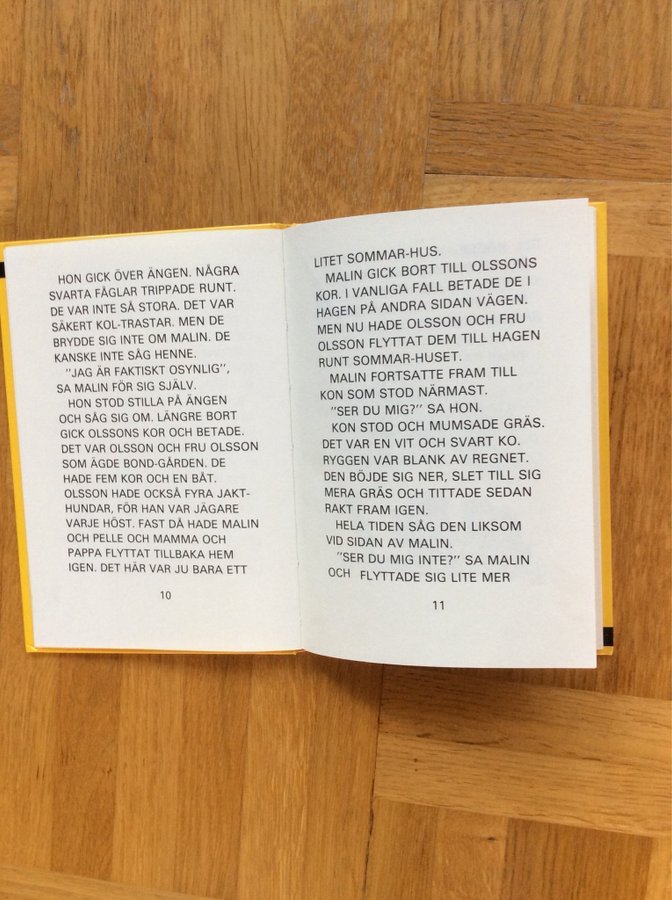 HON GICK ÖVER ÄNGEN. NÅGRA
SVARTA FÅGLAR TRIPPADE RUNT.
DE VAR INTE SÅ STORA. DET VAR
SÄKERT KOL-TRASTAR. MEN DE
BRYDDE SIG INTE OM MALIN. DE
KANSKE INTE SÅG HENNE.
"JAG ÄR FAKTISKT OSYNLIG",
SA MALIN FÖR SIG SJÄLV.
HON STOD STILLA PÅ ÄNGEN
OCH SÅG SIG OM. LÄNGRE BORT
GICK OLSSONS KOR OCH BETADE.
DET VAR OLSSON OCH FRU OLSSON
SOM ÄGDE BOND-GÅRDEN. DE
HADE FEM KOR OCH EN BÅT.
OLSSON HADE OCKSÅ FYRA JAKT-
HUNDAR, FÖR HAN VAR JÄGARE
VARJE HÖST. FAST DÅ HADE MALIN
OCH PELLE OCH MAMMA OCH
PAPPA FLYTTAT TILLBAKA HEM
IGEN. DET HÄR VAR JU BARA ETT
10
LITET SOMMAR-HUS.
MALIN GICK BORT TILL OLSSONS
KOR. I VANLIGA FALL BETADE DE I
HAGEN PÅ ANDRA SIDAN VÄGEN.
MEN NU HADE OLSSON OCH FRU
OLSSON FLYTTAT DEM TILL HAGEN
RUNT SOMMAR-HUSET.
MALIN FORTSATTE FRAM TILL
KON SOM STOD NÄRMAST.
"SER DU MIG?" SA HON.
KON STOD OCH MUMSADE GRÄS.
DET VAR EN VIT OCH SVART KO.
RYGGEN VAR BLANK AV REGNET.
DEN BÖJDE SIG NER, SLET TILL SIG
MERA GRÄS OCH TITTADE SEDAN
RAKT FRAM IGEN.
HELA TIDEN SÅG DEN LIKSOM
VID SIDAN AV MALIN.
"SER DU MIG INTE?" SA MALIN
OCH FLYTTADE SIG LITE MER
11